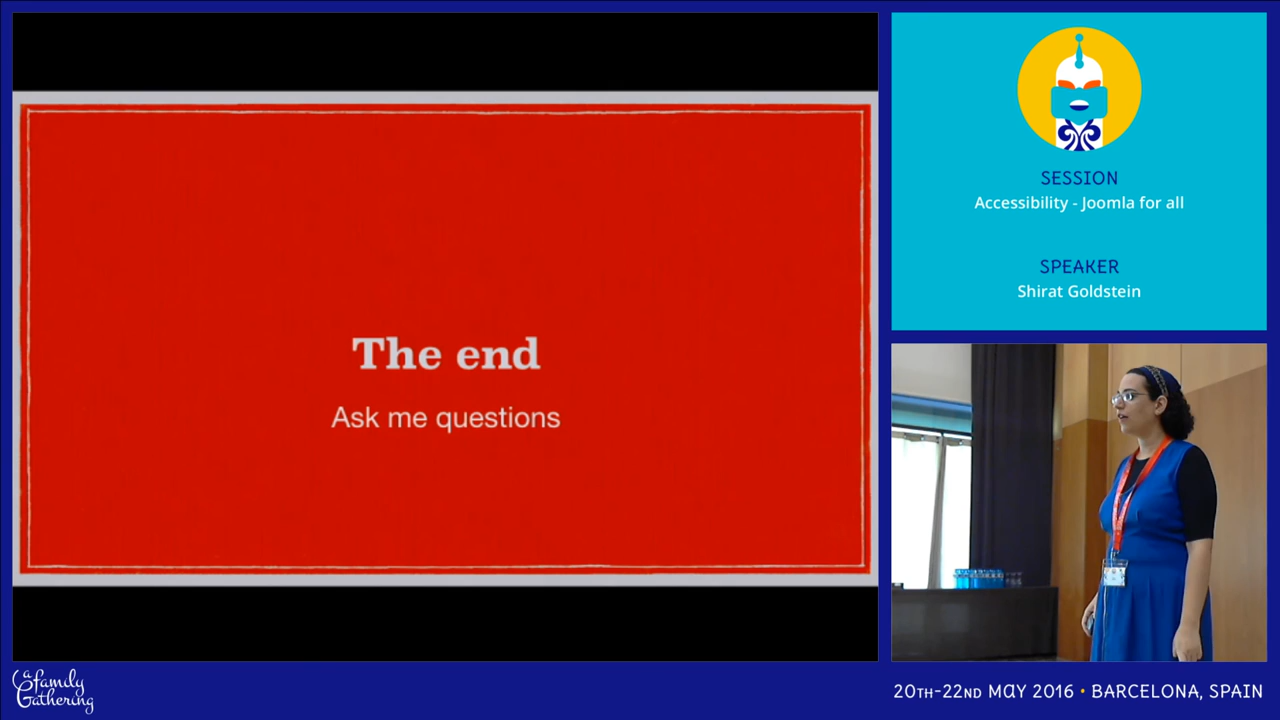 The end
Ask me questions
SESSION
Accessibility - Joomla for all
SPEAKER
Shirat Goldstein
a family
Gathering
20TH-22ND MAY 2016 • BARCELONA, SPAIN